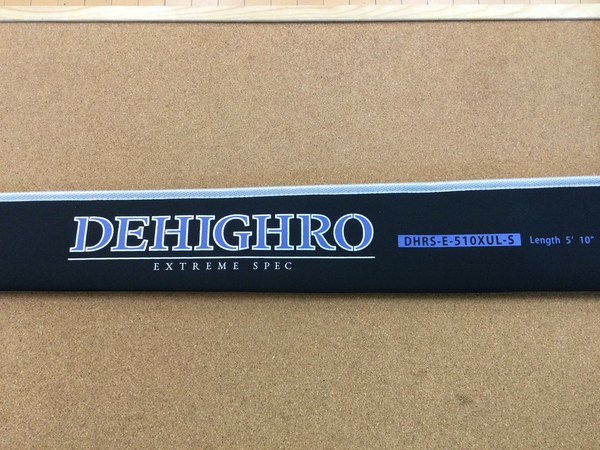 DEHIGHRO
EXTREME SPEC
DHRS-E-510XUL-S Length 5' 10"